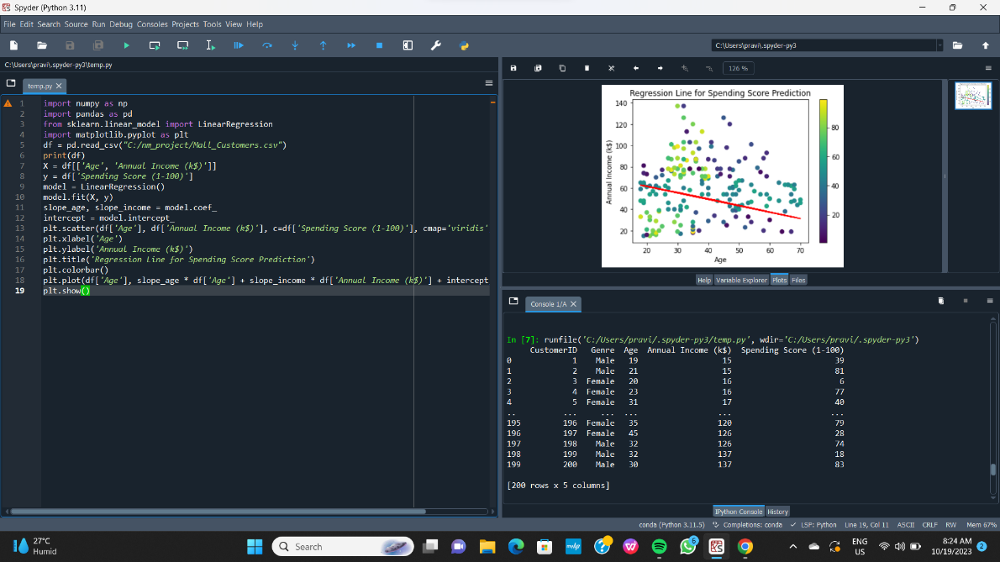 Spyder (Python 3.11)
File Edit Search Source Run Debug Consoles Projects Tools View Help
C:\Users\pravi\.spyder-py3
C:\Users\pravi\.spyder-py3\temp.py
temp.py
1 import numpy as np
2 import pandas as pd
3 from sklearn.linear_model import LinearRegression
4 import matplotlib.pyplot as plt
5 df = pd.read_csv("C:/nm_project/Mall_Customers.csv")
6 print(df)
7 X = df[['Age', 'Annual Income (k$)']]
8 y = df['Spending Score (1-100)']
9 model = LinearRegression()
10 model.fit(X, y)
11 slope_age, slope_income = model.coef_
12 intercept = model.intercept_
13 plt.scatter(df['Age'], df['Annual Income (k$)'], c=df['Spending Score (1-100)'], cmap='viridis'
14 plt.xlabel('Age')
15 plt.ylabel('Annual Income (k$)')
16 plt.title('Regression Line for Spending Score Prediction')
17 plt.colorbar()
18 plt.plot(df['Age'], slope_age * df['Age'] + slope_income * df['Annual Income (k$)'] + intercept
19 plt.show()
126 %
Regression Line for Spending Score Prediction
140
120
100
80
60
40
20
Annual Income (k$)
20 30 40 50 60 70
Age
80
60
40
20
Help Variable Explorer Plots Files
Console 1/A
In [7]: runfile('C:/Users/pravi/.spyder-py3/temp.py', wdir='C:/Users/pravi/.spyder-py3')
CustomerID Genre Age Annual Income (k$) Spending Score (1-100)
0 1 Male 19 15 39
1 2 Male 21 15 81
2 3 Female 20 16 6
3 4 Female 23 16 77
4 5 Female 31 17 40
.. ... ... ... ... ...
195 196 Female 35 120 79
196 197 Female 45 126 28
197 198 Male 32 126 74
198 199 Male 32 137 18
199 200 Male 30 137 83
[200 rows x 5 columns]
IPython Console History
conda (Python 3.11.5) Completions: conda LSP: Python Line 19, Col 11 ASCII CRLF RW Mem 67%
27°C
Humid
Search
6
ENG
US
8:24 AM
10/19/2023
2